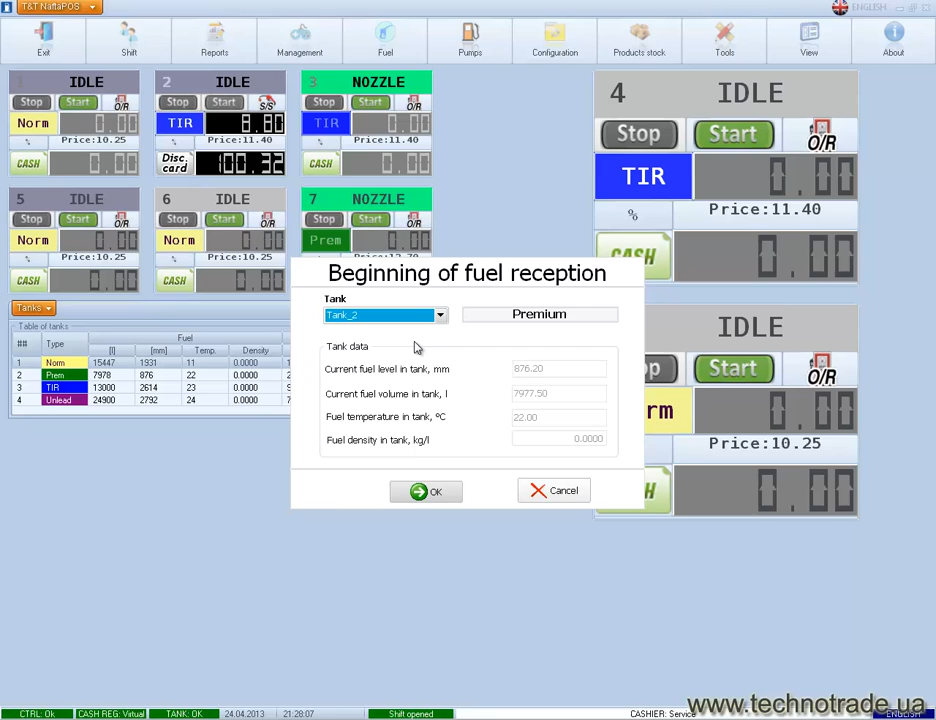 T&T NaftaPOS
ENGLISH
Exit
Shift
Reports
Management
Fuel
Pumps
Configuration
Products stock
Tools
View
About
1 IDLE
Stop Start O/R
Norm 0.00
% Price:10.25
CASH 0.00
2 IDLE
Stop Start S/S
TIR 8.80
% Price:11.40
Disc. card 100.32
3 NOZZLE
Stop Start O/R
TIR 0.00
% Price:11.40
CASH 0.00
4 IDLE
Stop Start O/R
TIR 0.00
% Price:11.40
CASH 0.00
5 IDLE
Stop Start O/R
Norm 0.00
% Price:10.25
CASH 0.00
6 IDLE
Stop Start O/R
Norm 0.00
% Price:10.25
CASH 0.00
7 NOZZLE
Stop Start O/R
Prem 0.00
IDLE
Start O/R
0.00
Price:10.25
0.00
Tanks
Table of tanks
## Type Fuel
[l] [mm] Temp. Density
1 Norm 15447 1931 11 0.0000
2 Prem 7978 876 22 0.0000
3 TIR 13000 2614 23 0.0000
4 Unlead 24900 2792 24 0.0000
Beginning of fuel reception
Tank
Tank_2 Premium
Tank data
Current fuel level in tank, mm 876.20
Current fuel volume in tank, l 7977.50
Fuel temperature in tank, ºC 22.00
Fuel density in tank, kg/l 0.0000
OK Cancel
CTRL: Ok CASH REG: Virtual TANK: OK 24.04.2013 21:28:07 Shift opened CASHIER: Service ENGLISH
www.technotrade.ua